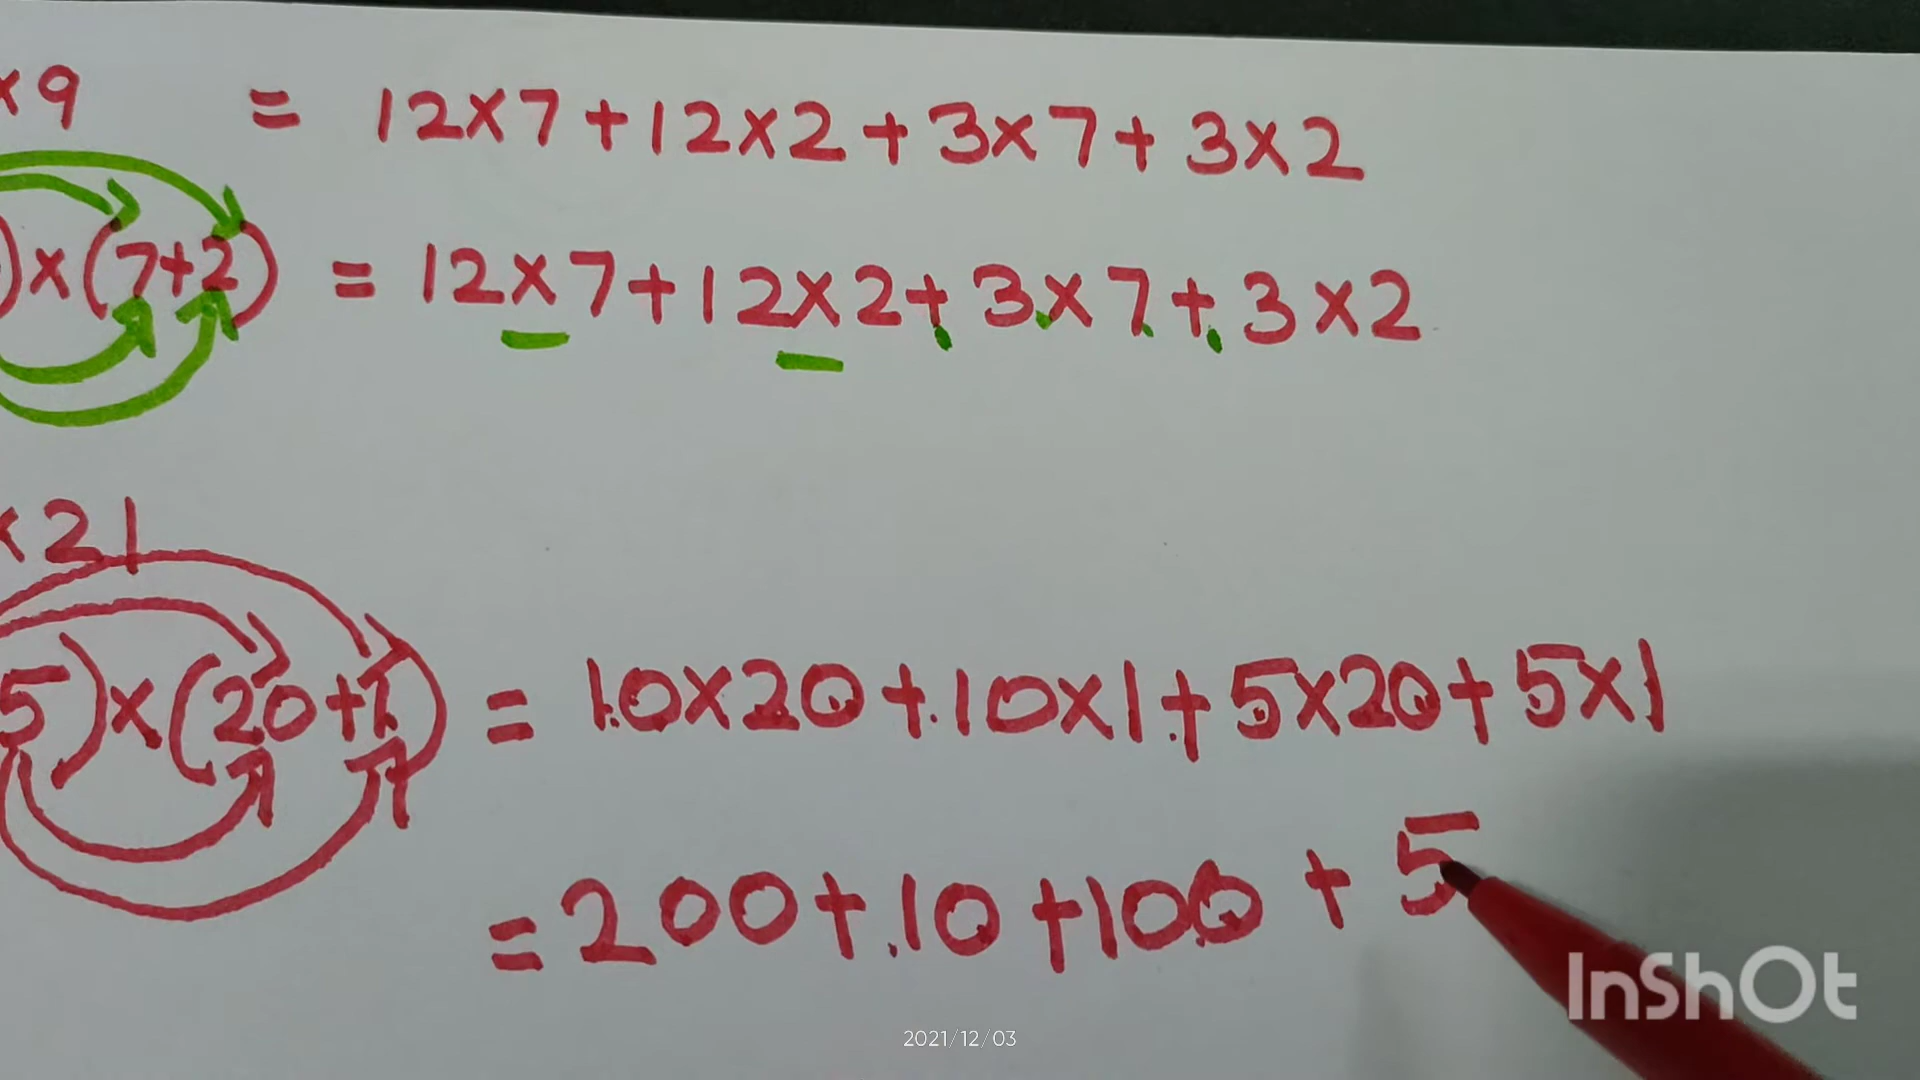 ×9 = 12×7+12×2+3×7+3×2
)×(7+2) = 12×7+12×2+3×7+3×2
×21
5)×(20+1) = 10×20+10×1+5×20+5×1
=200+10+100+5
InShOt
2021/12/03